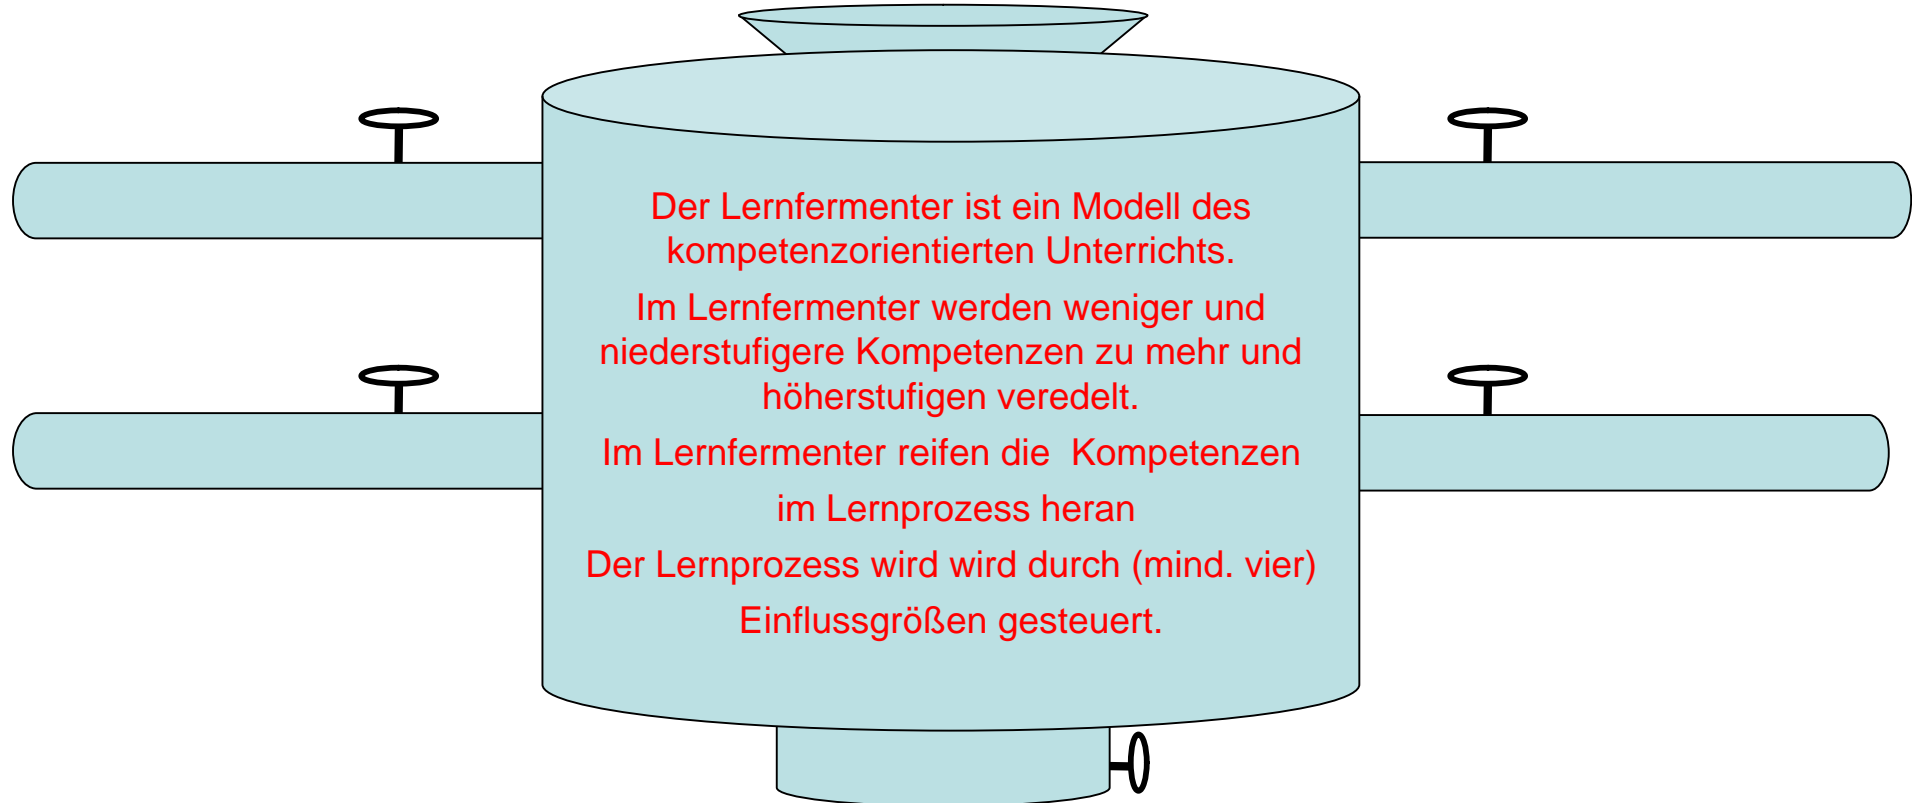 Der Lernfermenter ist ein Modell des
kompetenzorientierten Unterrichts.
Im Lernfermenter werden weniger und
niederstufigere Kompetenzen zu mehr und
höherstufigen veredelt.
Im Lernfermenter reifen die  Kompetenzen
im Lernprozess heran
Der Lernprozess wird wird durch (mind. vier)
Einflussgrößen gesteuert.